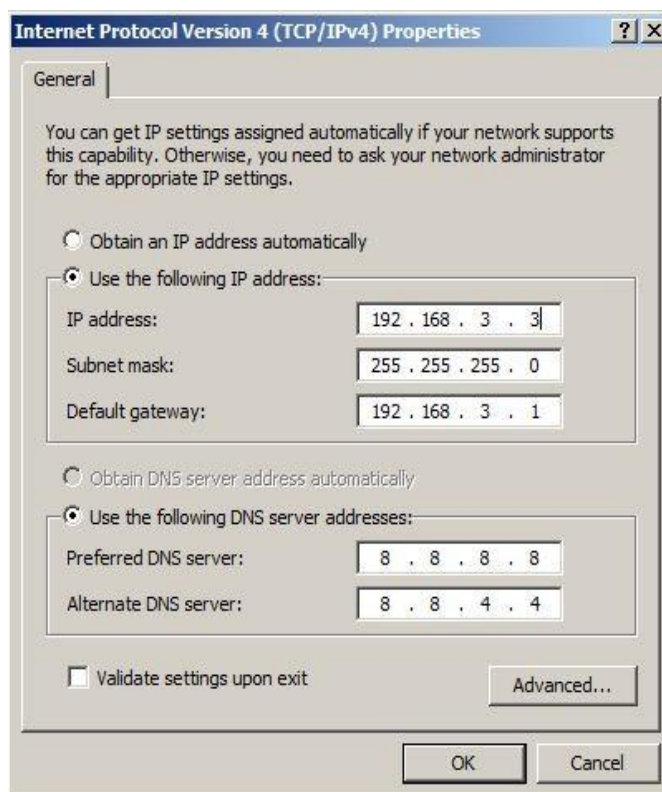 Internet Protocol Version 4 (TCP/IPv4) Properties ? X
General
You can get IP settings assigned automatically if your network supports
this capability. Otherwise, you need to ask your network administrator
for the appropriate IP settings.
Obtain an IP address automatically
Use the following IP address:
IP address: 192 . 168 . 3 . 3
Subnet mask: 255 . 255 . 255 . 0
Default gateway: 192 . 168 . 3 . 1
Obtain DNS server address automatically
Use the following DNS server addresses:
Preferred DNS server: 8 . 8 . 8 . 8
Alternate DNS server: 8 . 8 . 4 . 4
Validate settings upon exit
Advanced...
OK Cancel